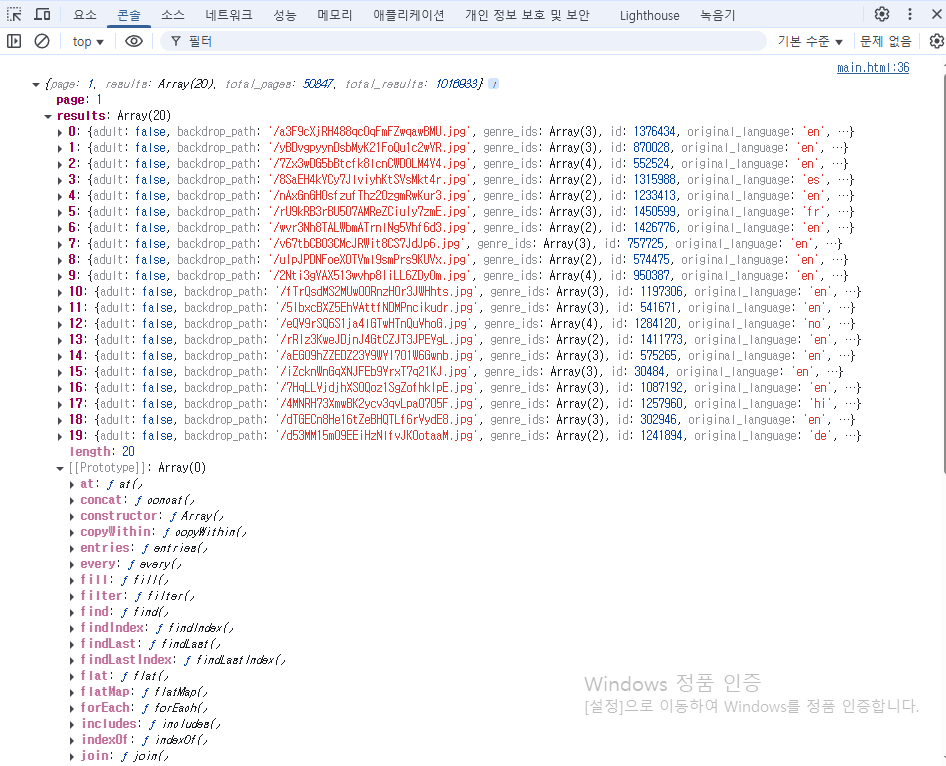 요소 콘솔 소스 네트워크 성능 메모리 애플리케이션 개인 정보 보호 및 보안 Lighthouse 녹음기
top 필터 기본 수준 문제 없음
main.html:36
{page: 1, results: Array(20), total_pages: 50847, total_results: 1016933}
page: 1
results: Array(20)
0: {adult: false, backdrop_path: '/a3F9cXjRH488qcOqFmFZwqawBMU.jpg', genre_ids: Array(3), id: 1376434, original_language: 'en', …}
1: {adult: false, backdrop_path: '/yBDvgpyynDsbMyK21FoQu1c2wYR.jpg', genre_ids: Array(3), id: 870028, original_language: 'en', …}
2: {adult: false, backdrop_path: '/7Zx3wDG5bBtcfk8lcnCWDOLM4Y4.jpg', genre_ids: Array(4), id: 552524, original_language: 'en', …}
3: {adult: false, backdrop_path: '/8SaEH4kYCy7JlviyhKtSYsMkt4r.jpg', genre_ids: Array(2), id: 1315988, original_language: 'es', …}
4: {adult: false, backdrop_path: '/nAxGnGHOsfzufThz20zgmRwKur3.jpg', genre_ids: Array(2), id: 1233413, original_language: 'en', …}
5: {adult: false, backdrop_path: '/rU9kRB3rBU5O7AMReZCiuIy7zmE.jpg', genre_ids: Array(3), id: 1450599, original_language: 'fr', …}
6: {adult: false, backdrop_path: '/wvr3Nh8TALWbmATrnlNg5Vhf6d3.jpg', genre_ids: Array(2), id: 1426776, original_language: 'en', …}
7: {adult: false, backdrop_path: '/v67tbCBO3CMcJRWit8CS7JdJp6.jpg', genre_ids: Array(3), id: 757725, original_language: 'en', …}
8: {adult: false, backdrop_path: '/uIpJPDNFoeX0TVml9smPrs9KUVx.jpg', genre_ids: Array(2), id: 574475, original_language: 'en', …}
9: {adult: false, backdrop_path: '/2Nti3gYAX513wvhp8IiLL6ZDyOm.jpg', genre_ids: Array(4), id: 950387, original_language: 'en', …}
10: {adult: false, backdrop_path: '/fTrQsdMS2MUw00RnzH0r3JWHhts.jpg', genre_ids: Array(3), id: 1197306, original_language: 'en', …}
11: {adult: false, backdrop_path: '/5IbxcBXZ5EhVAttfNDMPncikudr.jpg', genre_ids: Array(3), id: 541671, original_language: 'en', …}
12: {adult: false, backdrop_path: '/eQV9rSQ6S1ja4lGTwHTnQuVhoG.jpg', genre_ids: Array(4), id: 1284120, original_language: 'no', …}
13: {adult: false, backdrop_path: '/rRlz3KweJDjnJ4GtCZJT3JPEYgL.jpg', genre_ids: Array(2), id: 1411773, original_language: 'en', …}
14: {adult: false, backdrop_path: '/aEGO9hZZEDZ23Y9WYl7O1W6Gwnb.jpg', genre_ids: Array(3), id: 575265, original_language: 'en', …}
15: {adult: false, backdrop_path: '/iZcknWnGqXNJFEb9YrxT7q21KJ.jpg', genre_ids: Array(3), id: 30484, original_language: 'en', …}
16: {adult: false, backdrop_path: '/7HqLLVjdjhXS0Qoz1SgZofhkIpE.jpg', genre_ids: Array(3), id: 1087192, original_language: 'en', …}
17: {adult: false, backdrop_path: '/4MNRH73XmwBK2ycv3qvLpaO7O5F.jpg', genre_ids: Array(2), id: 1257960, original_language: 'hi', …}
18: {adult: false, backdrop_path: '/dTGECn8He16tZeBHQTLf6rVydE8.jpg', genre_ids: Array(3), id: 302946, original_language: 'en', …}
19: {adult: false, backdrop_path: '/d53MM15mO9EEiHzNifvJKOotaaM.jpg', genre_ids: Array(2), id: 1241894, original_language: 'de', …}
length: 20
[[Prototype]]: Array(0)
at: ƒ at()
concat: ƒ concat()
constructor: ƒ Array()
copyWithin: ƒ copyWithin()
entries: ƒ entries()
every: ƒ every()
fill: ƒ fill()
filter: ƒ filter()
find: ƒ find()
findIndex: ƒ findIndex()
findLast: ƒ findLast()
findLastIndex: ƒ findLastIndex()
flat: ƒ flat()
flatMap: ƒ flatMap()
forEach: ƒ forEach()
includes: ƒ includes()
indexOf: ƒ indexOf()
join: ƒ join()
Windows 정품 인증
[설정]으로 이동하여 Windows를 정품 인증합니다.